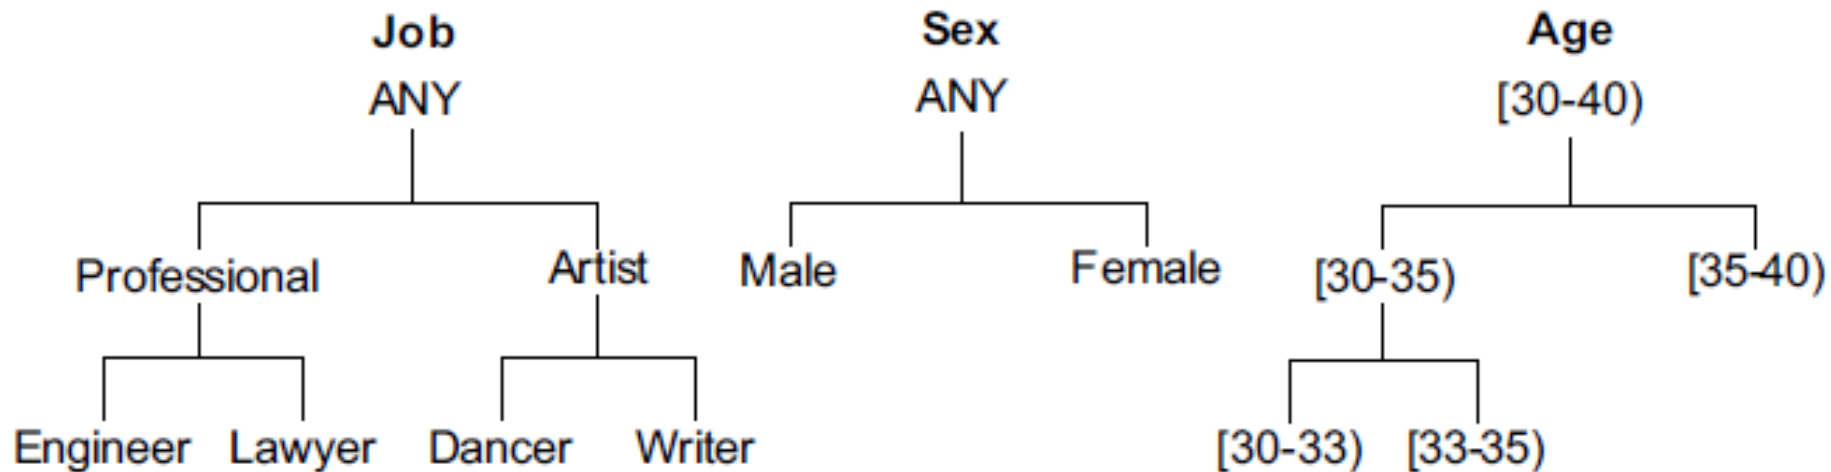 Job Sex Age
ANY ANY [30-40)
Professional Artist Male Female [30-35) [35-40)
Engineer Lawyer Dancer Writer [30-33) [33-35)